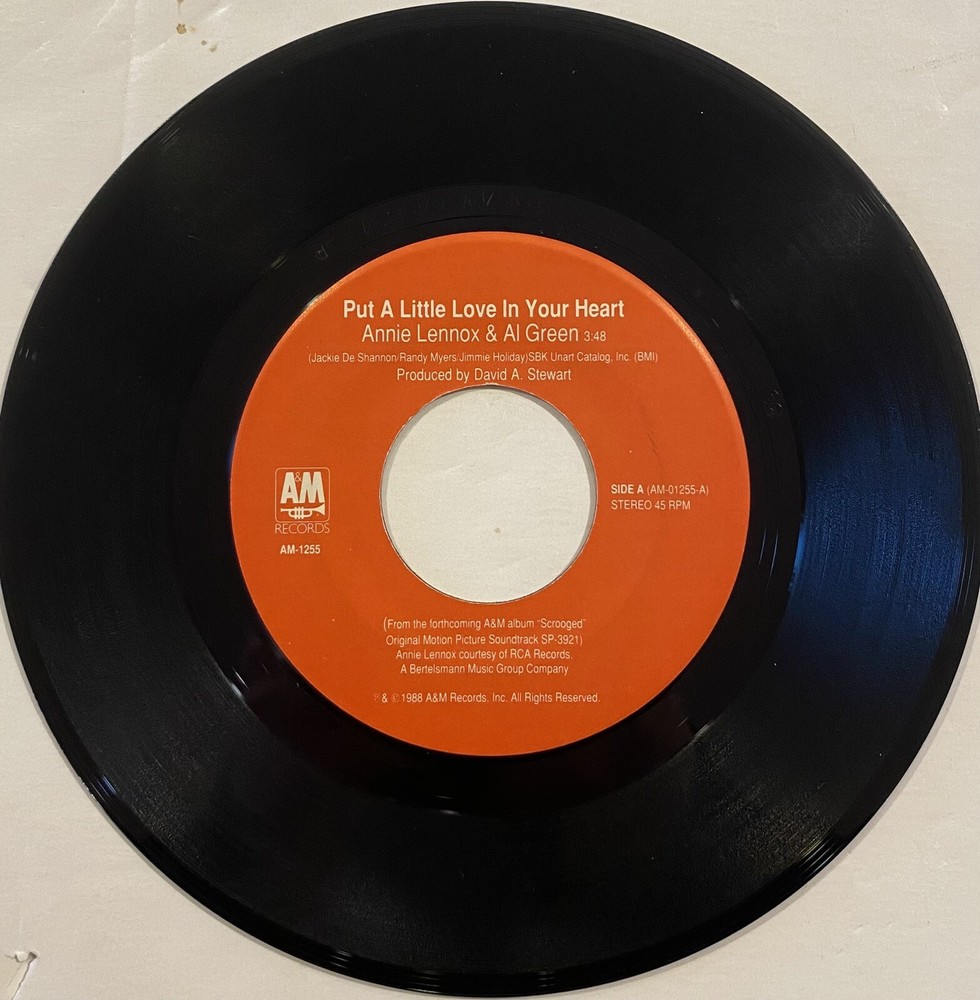 Put A Little Love In Your Heart
Annie Lennox & Al Green 3:48
(Jackie De Shannon/Randy Myers/Jimmie Holiday)SBK Unart Catalog, Inc. (BMI)
Produced by David A. Stewart
A&M
RECORDS
AM-1255
SIDE A (AM-01255-A)
STEREO 45 RPM
(From the forthcoming A&M album "Scrooged"
Original Motion Picture Soundtrack SP-3921)
Annie Lennox courtesy of RCA Records.
A Bertelsmann Music Group Company
℗ & © 1988 A&M Records, Inc. All Rights Reserved.